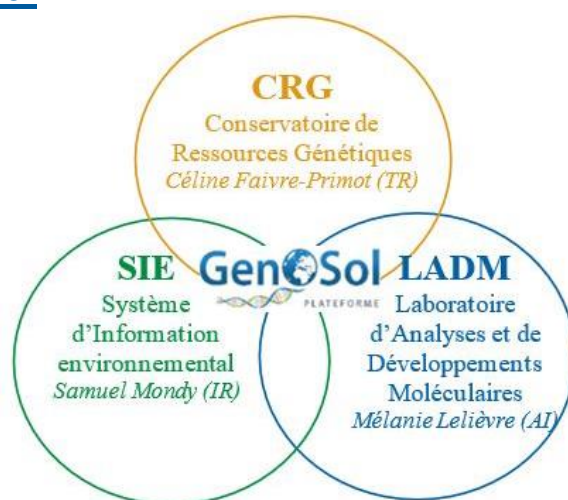 CRG
Conservatoire de
Ressources Génétiques
Céline Faivre-Primot (TR)
GenoSol
PLATEFORME
SIE
Système
d’Information
environnemental
Samuel Mondy (IR)
LADM
Laboratoire
d’Analyses et de
Développements
Moléculaires
Mélanie Lelièvre (AI)